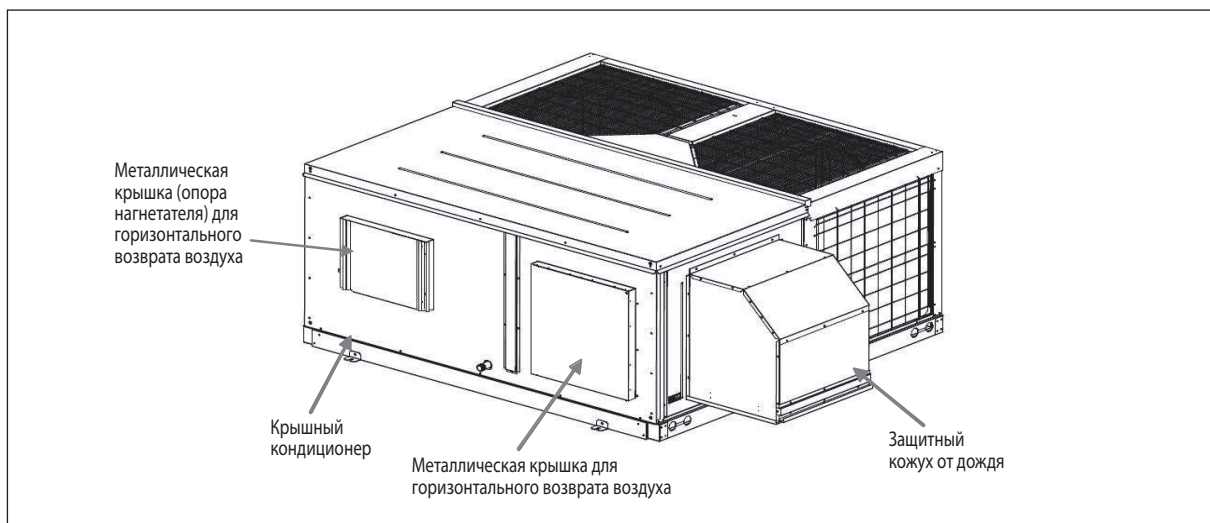 Металлическая
крышка (опора
нагнетателя) для
горизонтального
возврата воздуха
Крышный
кондиционер
Металлическая крышка для
горизонтального возврата воздуха
Защитный
кожух от дождя